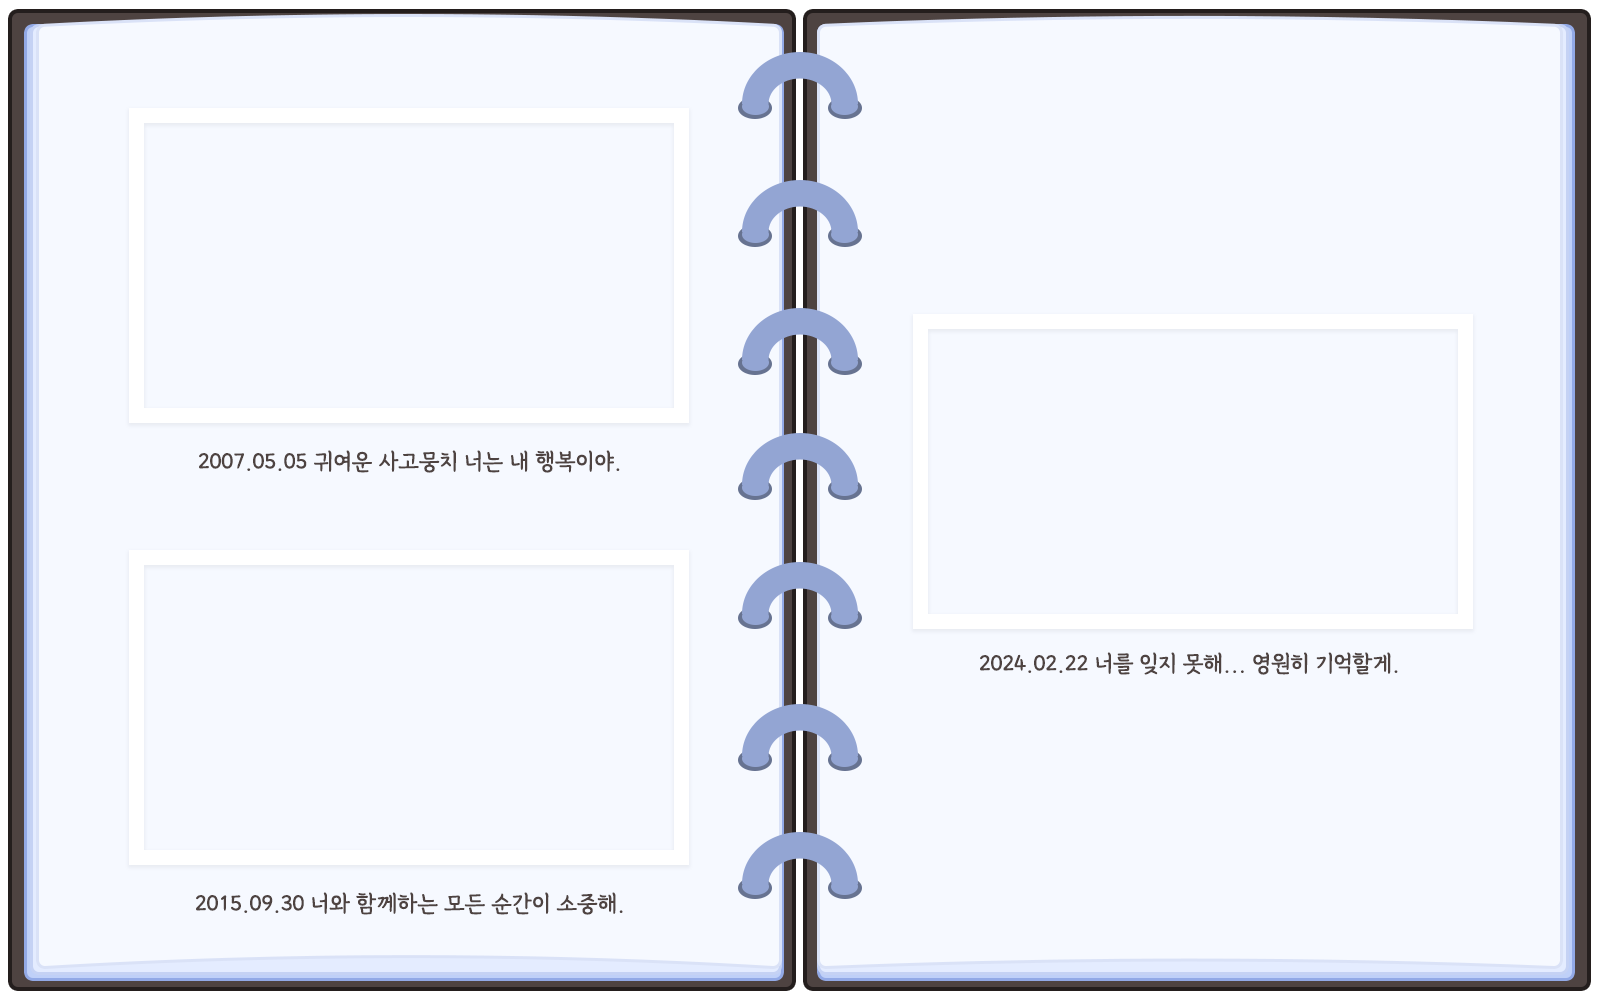 2007.05.05 귀여운 사고뭉치 너는 내 행복이야.
2015.09.30 너와 함께하는 모든 순간이 소중해.
2024.02.22 너를 잊지 못해... 영원히 기억할게.